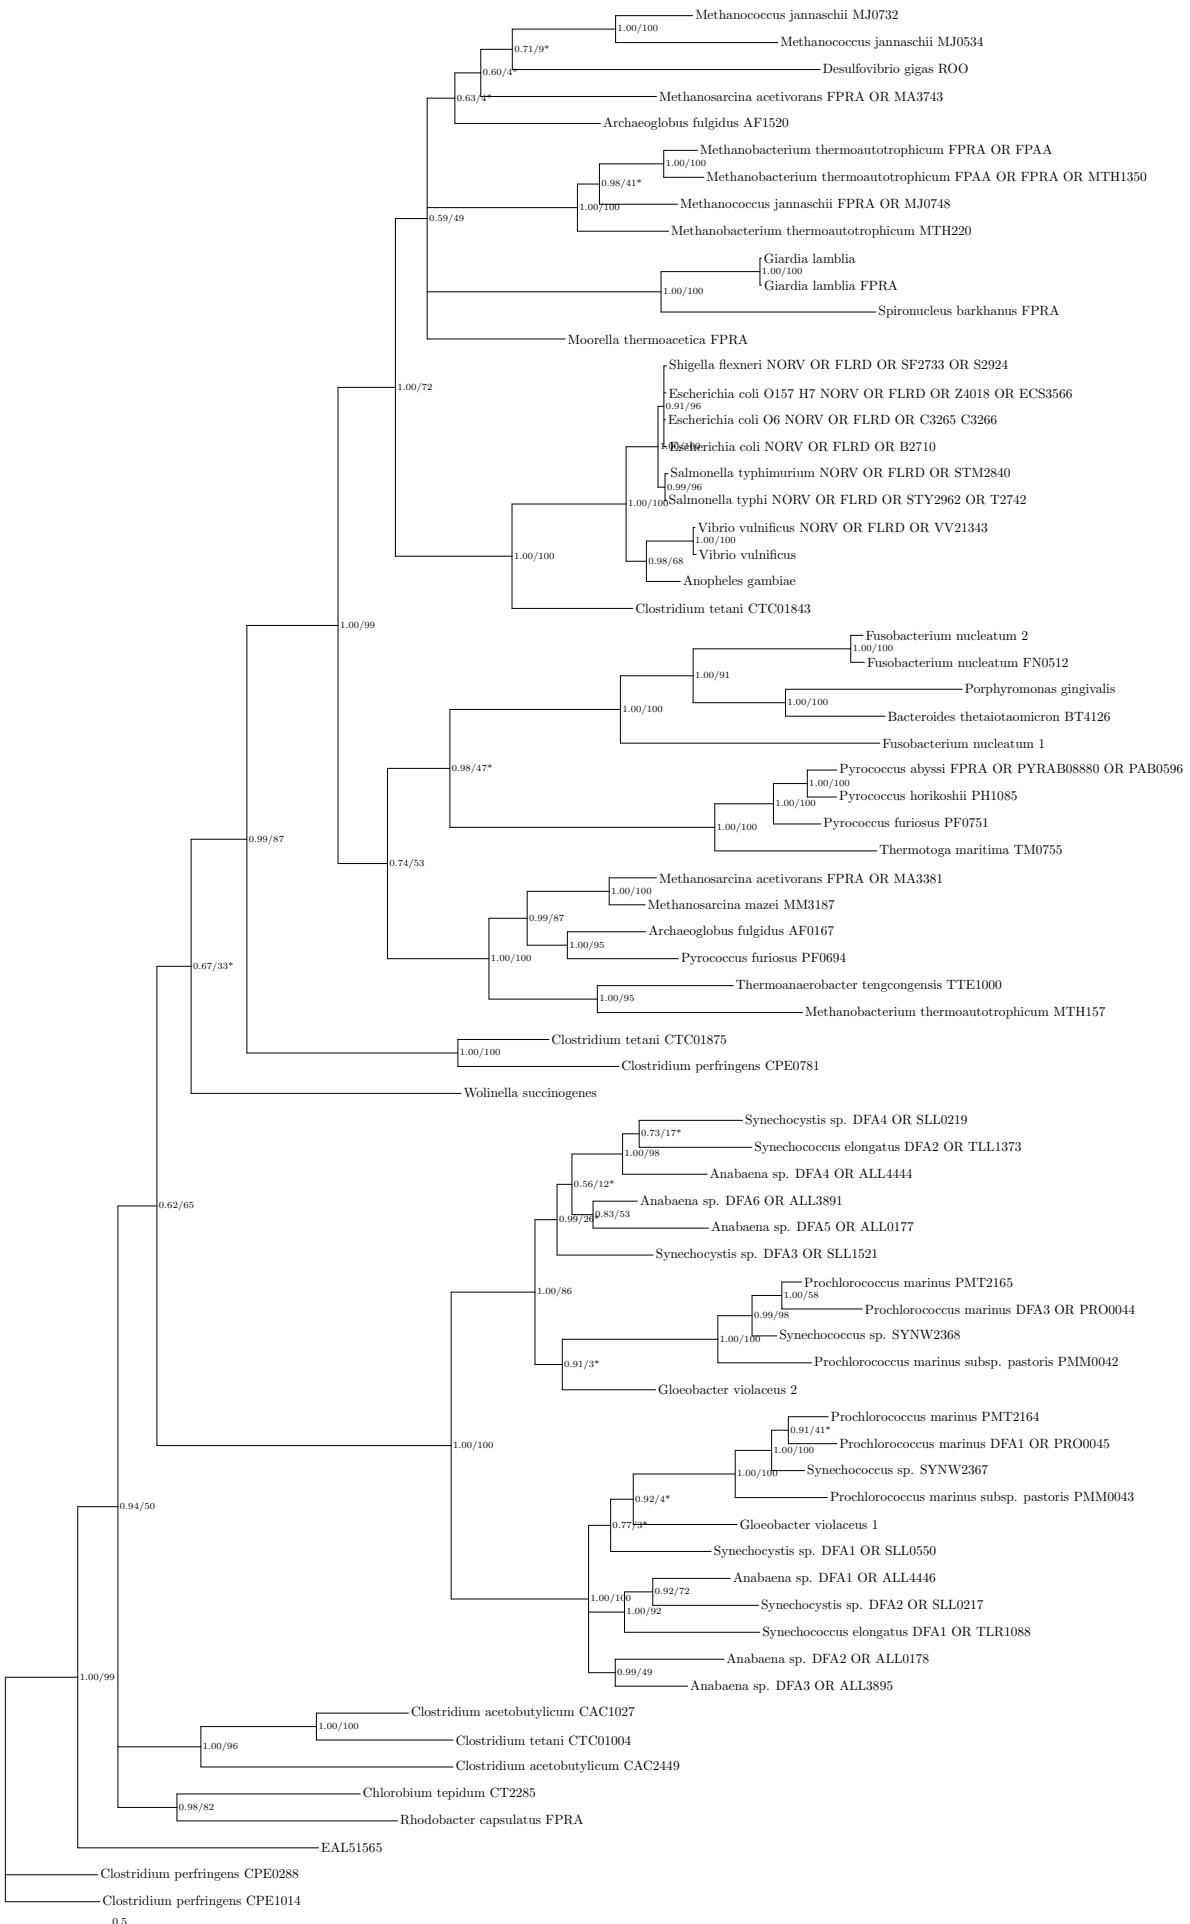 Methanococcus jannaschii MJ0732
1.00/100
Methanococcus jannaschii MJ0534
0.71/9*
Desulfovibrio gigas ROO
0.60/4*
Methanosarcina acetivorans FPRA OR MA3743
0.63/4*
Archaeoglobus fulgidus AF1520
Methanobacterium thermoautotrophicum FPRA OR FPAA
1.00/100
Methanobacterium thermoautotrophicum FPAA OR FPRA OR MTH1350
0.98/41*
Methanococcus jannaschii FPRA OR MJ0748
1.00/100
0.59/49
Methanobacterium thermoautotrophicum MTH220
Giardia lamblia
1.00/100
Giardia lamblia FPRA
1.00/100
Spironucleus barkhanus FPRA
Moorella thermoacetica FPRA
Shigella flexneri NORV OR FLRD OR SF2733 OR S2924
1.00/72
Escherichia coli O157 H7 NORV OR FLRD OR Z4018 OR ECS3566
0.91/96
Escherichia coli O6 NORV OR FLRD OR C3265 C3266
Escherichia coli NORV OR FLRD OR B2710
Salmonella typhimurium NORV OR FLRD OR STM2840
0.99/96
Salmonella typhi NORV OR FLRD OR STY2962 OR T2742
1.00/100
Vibrio vulnificus NORV OR FLRD OR VV21343
1.00/100
Vibrio vulnificus
1.00/100
0.98/68
Anopheles gambiae
Clostridium tetani CTC01843
1.00/99
Fusobacterium nucleatum 2
1.00/100
Fusobacterium nucleatum FN0512
1.00/91
Porphyromonas gingivalis
1.00/100
1.00/100
Bacteroides thetaiotaomicron BT4126
Fusobacterium nucleatum 1
0.98/47*
Pyrococcus abyssi FPRA OR PYRAB08880 OR PAB0596
1.00/100
Pyrococcus horikoshii PH1085
1.00/100
Pyrococcus furiosus PF0751
1.00/100
0.99/87
Thermotoga maritima TM0755
0.74/53
Methanosarcina acetivorans FPRA OR MA3381
1.00/100
Methanosarcina mazei MM3187
0.99/87
Archaeoglobus fulgidus AF0167
1.00/95
Pyrococcus furiosus PF0694
1.00/100
0.67/33*
Thermoanaerobacter tengcongensis TTE1000
1.00/95
Methanobacterium thermoautotrophicum MTH157
Clostridium tetani CTC01875
1.00/100
Clostridium perfringens CPE0781
Wolinella succinogenes
Synechocystis sp. DFA4 OR SLL0219
0.73/17*
Synechococcus elongatus DFA2 OR TLL1373
1.00/98
Anabaena sp. DFA4 OR ALL4444
0.56/12*
Anabaena sp. DFA6 OR ALL3891
0.62/65
0.83/53
0.99/26*
Anabaena sp. DFA5 OR ALL0177
Synechocystis sp. DFA3 OR SLL1521
Prochlorococcus marinus PMT2165
1.00/86
1.00/58
Prochlorococcus marinus DFA3 OR PRO0044
0.99/98
Synechococcus sp. SYNW2368
1.00/100
Prochlorococcus marinus subsp. pastoris PMM0042
0.91/3*
Gloeobacter violaceus 2
Prochlorococcus marinus PMT2164
0.91/41*
1.00/100
Prochlorococcus marinus DFA1 OR PRO0045
1.00/100
Synechococcus sp. SYNW2367
1.00/100
Prochlorococcus marinus subsp. pastoris PMM0043
0.92/4*
0.94/50
Gloeobacter violaceus 1
0.77/3*
Synechocystis sp. DFA1 OR SLL0550
Anabaena sp. DFA1 OR ALL4446
0.92/72
1.00/100
Synechocystis sp. DFA2 OR SLL0217
1.00/92
Synechococcus elongatus DFA1 OR TLR1088
Anabaena sp. DFA2 OR ALL0178
0.99/49
1.00/99
Anabaena sp. DFA3 OR ALL3895
Clostridium acetobutylicum CAC1027
1.00/100
Clostridium tetani CTC01004
1.00/96
Clostridium acetobutylicum CAC2449
Chlorobium tepidum CT2285
0.98/82
Rhodobacter capsulatus FPRA
EAL51565
Clostridium perfringens CPE0288
Clostridium perfringens CPE1014
0.5